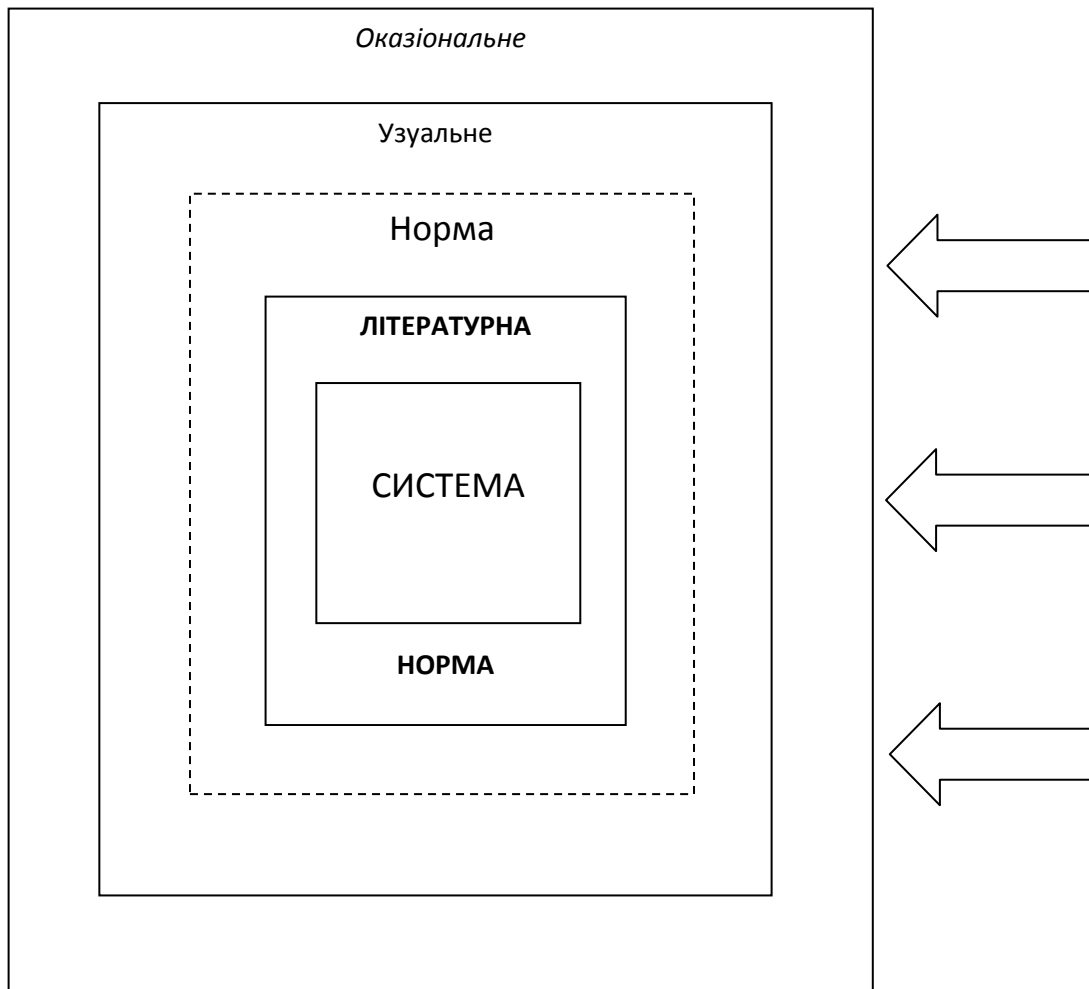 Оказіональне
Узуальне
Норма
ЛІТЕРАТУРНА
СИСТЕМА
НОРМА